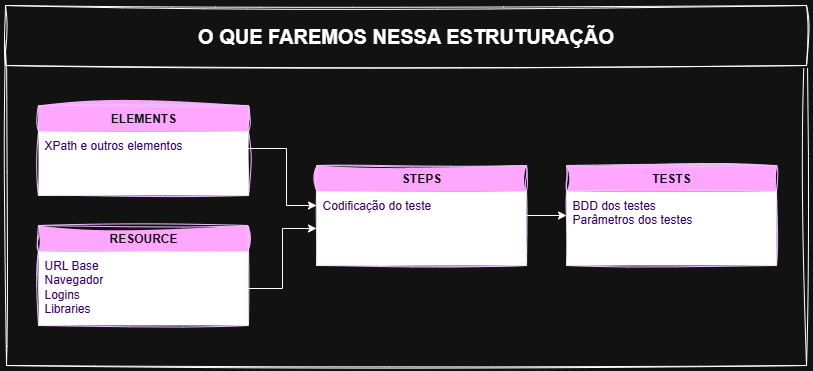 O QUE FAREMOS NESSA ESTRUTURAÇÃO
ELEMENTS
XPath e outros elementos
RESOURCE
URL Base
Navegador
Logins
Libraries
STEPS
Codificação do teste
TESTS
BDD dos testes
Parâmetros dos testes